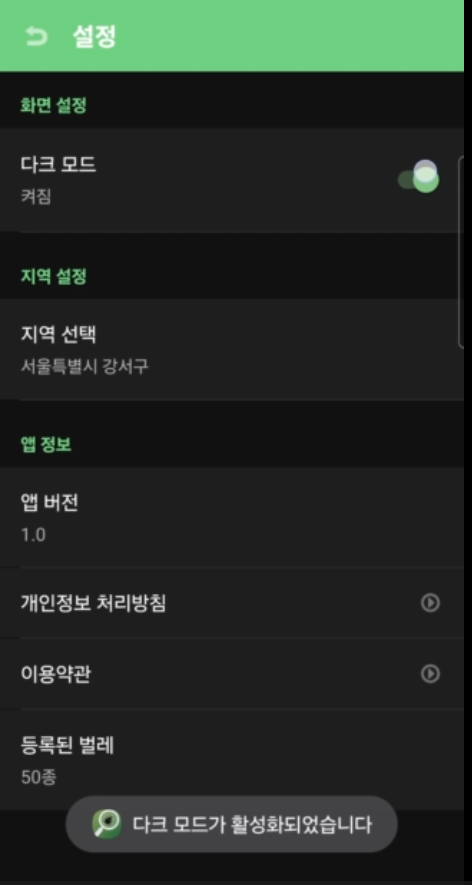 설정
화면 설정
다크 모드
켜짐
지역 설정
지역 선택
서울특별시 강서구
앱 정보
앱 버전
1.0
개인정보 처리방침
이용약관
등록된 벌레
50종
다크 모드가 활성화되었습니다